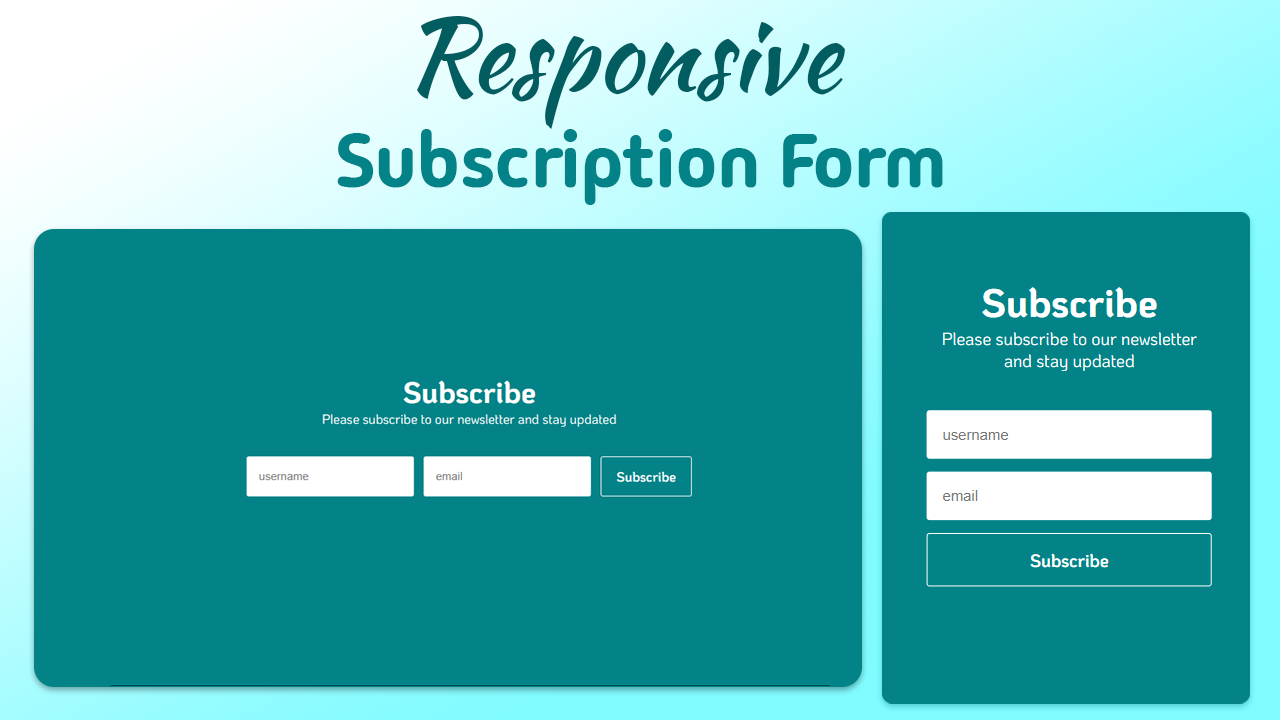 Responsive
Subscription Form
Subscribe
Please subscribe to our newsletter and stay updated
username
email
Subscribe
Subscribe
Please subscribe to our newsletter
and stay updated
username
email
Subscribe